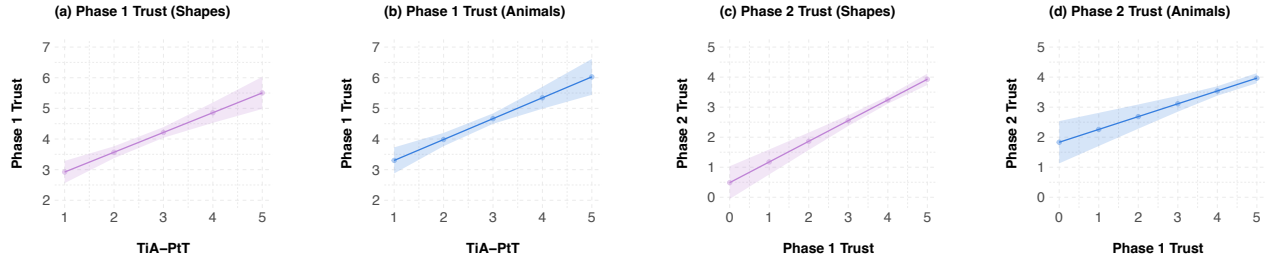 (a) Phase 1 Trust (Shapes)
Phase 1 Trust
7
6
5
4
3
2
1 2 3 4 5
TiA−PtT
(b) Phase 1 Trust (Animals)
Phase 1 Trust
7
6
5
4
3
2
1 2 3 4 5
TiA−PtT
(c) Phase 2 Trust (Shapes)
Phase 2 Trust
5
4
3
2
1
0
0 1 2 3 4 5
Phase 1 Trust
(d) Phase 2 Trust (Animals)
Phase 2 Trust
5
4
3
2
1
0
0 1 2 3 4 5
Phase 1 Trust